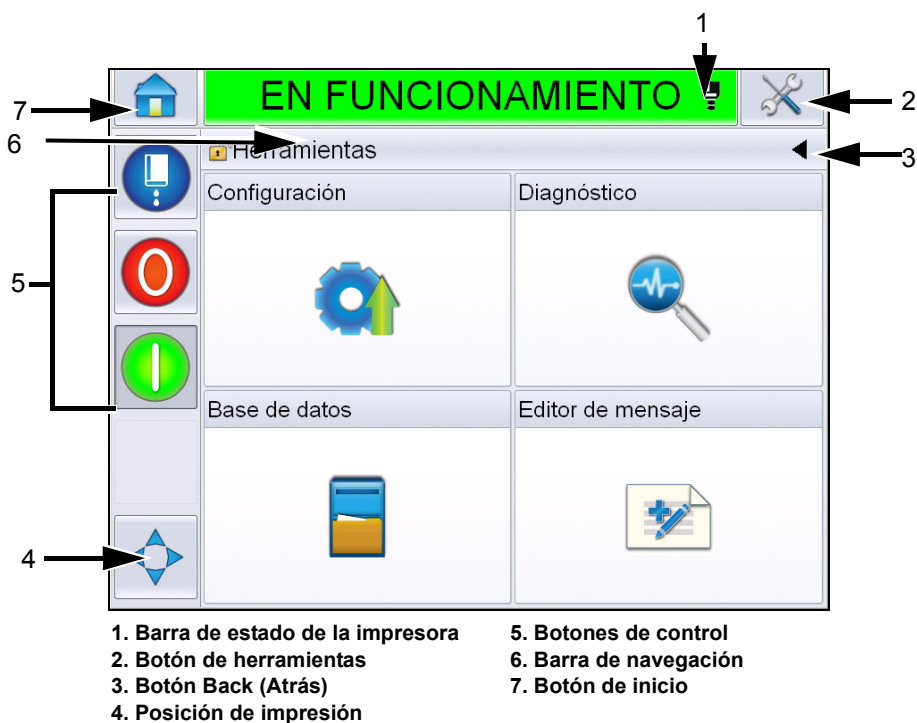 1
EN FUNCIONAMIENTO
7
2
6
Herramientas
3
Configuración
Diagnóstico
5
Base de datos
Editor de mensaje
4
1. Barra de estado de la impresora
2. Botón de herramientas
3. Botón Back (Atrás)
4. Posición de impresión
5. Botones de control
6. Barra de navegación
7. Botón de inicio